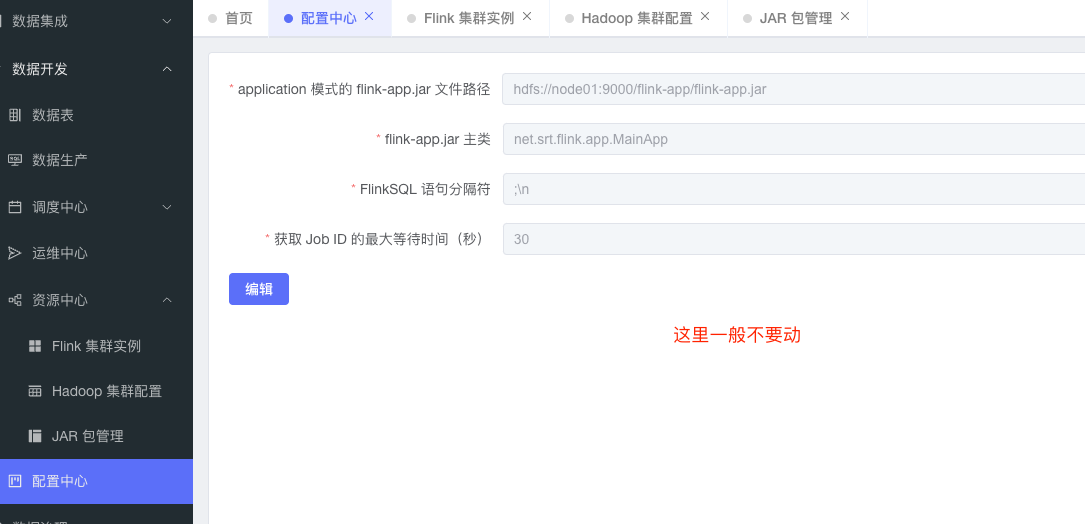 数据集成
数据开发
数据表
数据生产
调度中心
运维中心
资源中心
Flink 集群实例
Hadoop 集群配置
JAR 包管理
配置中心
数据治理
首页
配置中心
Flink 集群实例
Hadoop 集群配置
JAR 包管理
* application 模式的 flink-app.jar 文件路径
hdfs://node01:9000/flink-app/flink-app.jar
* flink-app.jar 主类
net.srt.flink.app.MainApp
* FlinkSQL 语句分隔符
;\n
* 获取 Job ID 的最大等待时间（秒）
30
编辑
这里一般不要动